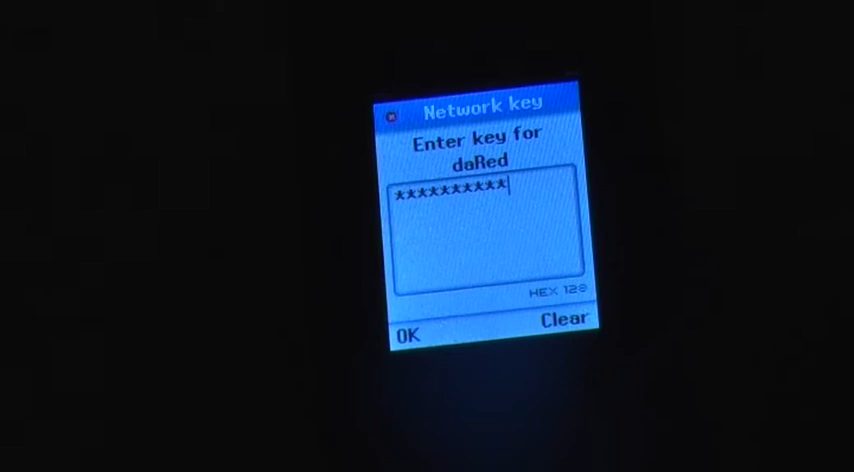 Network key
Enter key for
daRed
**********
HEX 128
OK
Clear